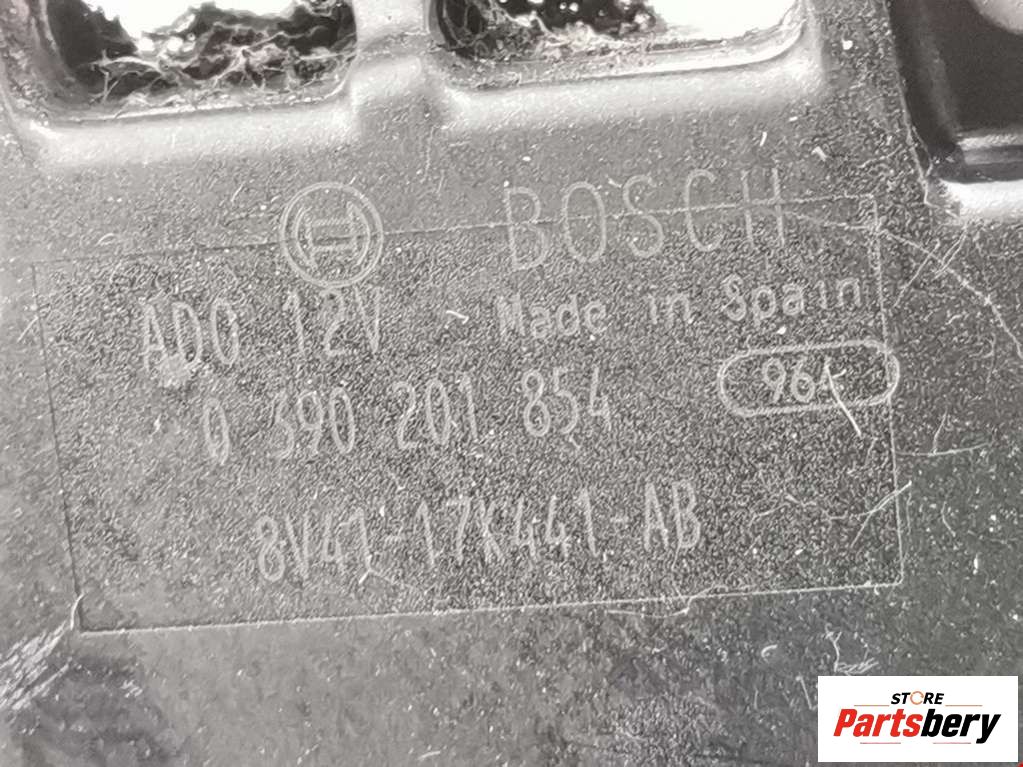 BOSCH
ADO 12V Made in Spain
0 390 201 854 964
8V41-17K441-AB
STORE
Partsbery